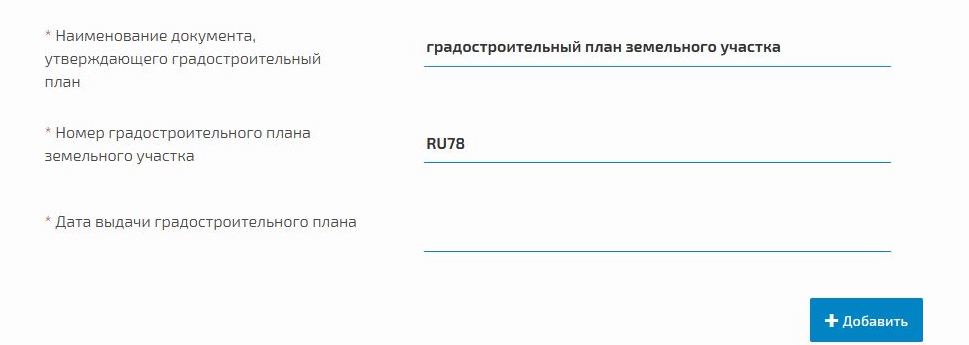 * Наименование документа,
утверждающего градостроительный
план
градостроительный план земельного участка
* Номер градостроительного плана
земельного участка
RU78
* Дата выдачи градостроительного плана
+ Добавить